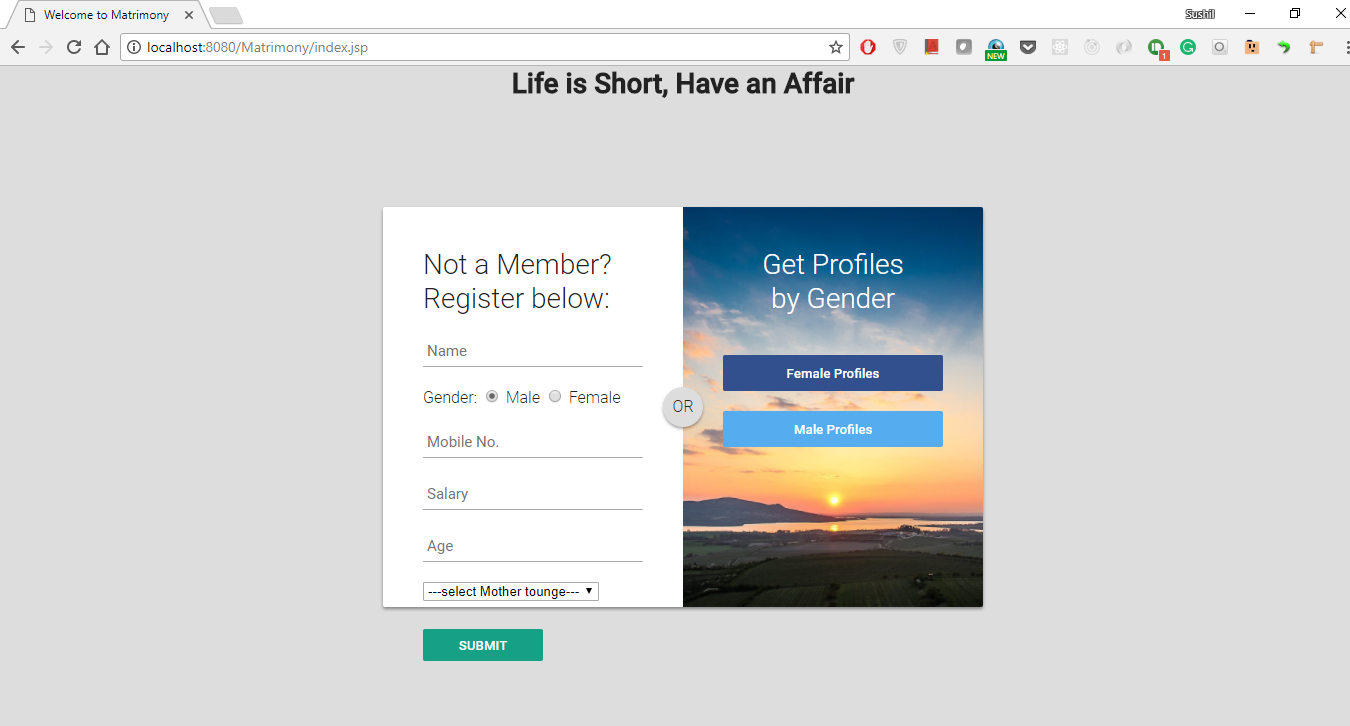 Welcome to Matrimony
Sushil
localhost:8080/Matrimony/index.jsp
NEW
1
Life is Short, Have an Affair
Not a Member?
Register below:
Name
Gender: Male Female
Mobile No.
Salary
Age
---select Mother tounge---
SUBMIT
OR
Get Profiles
by Gender
Female Profiles
Male Profiles